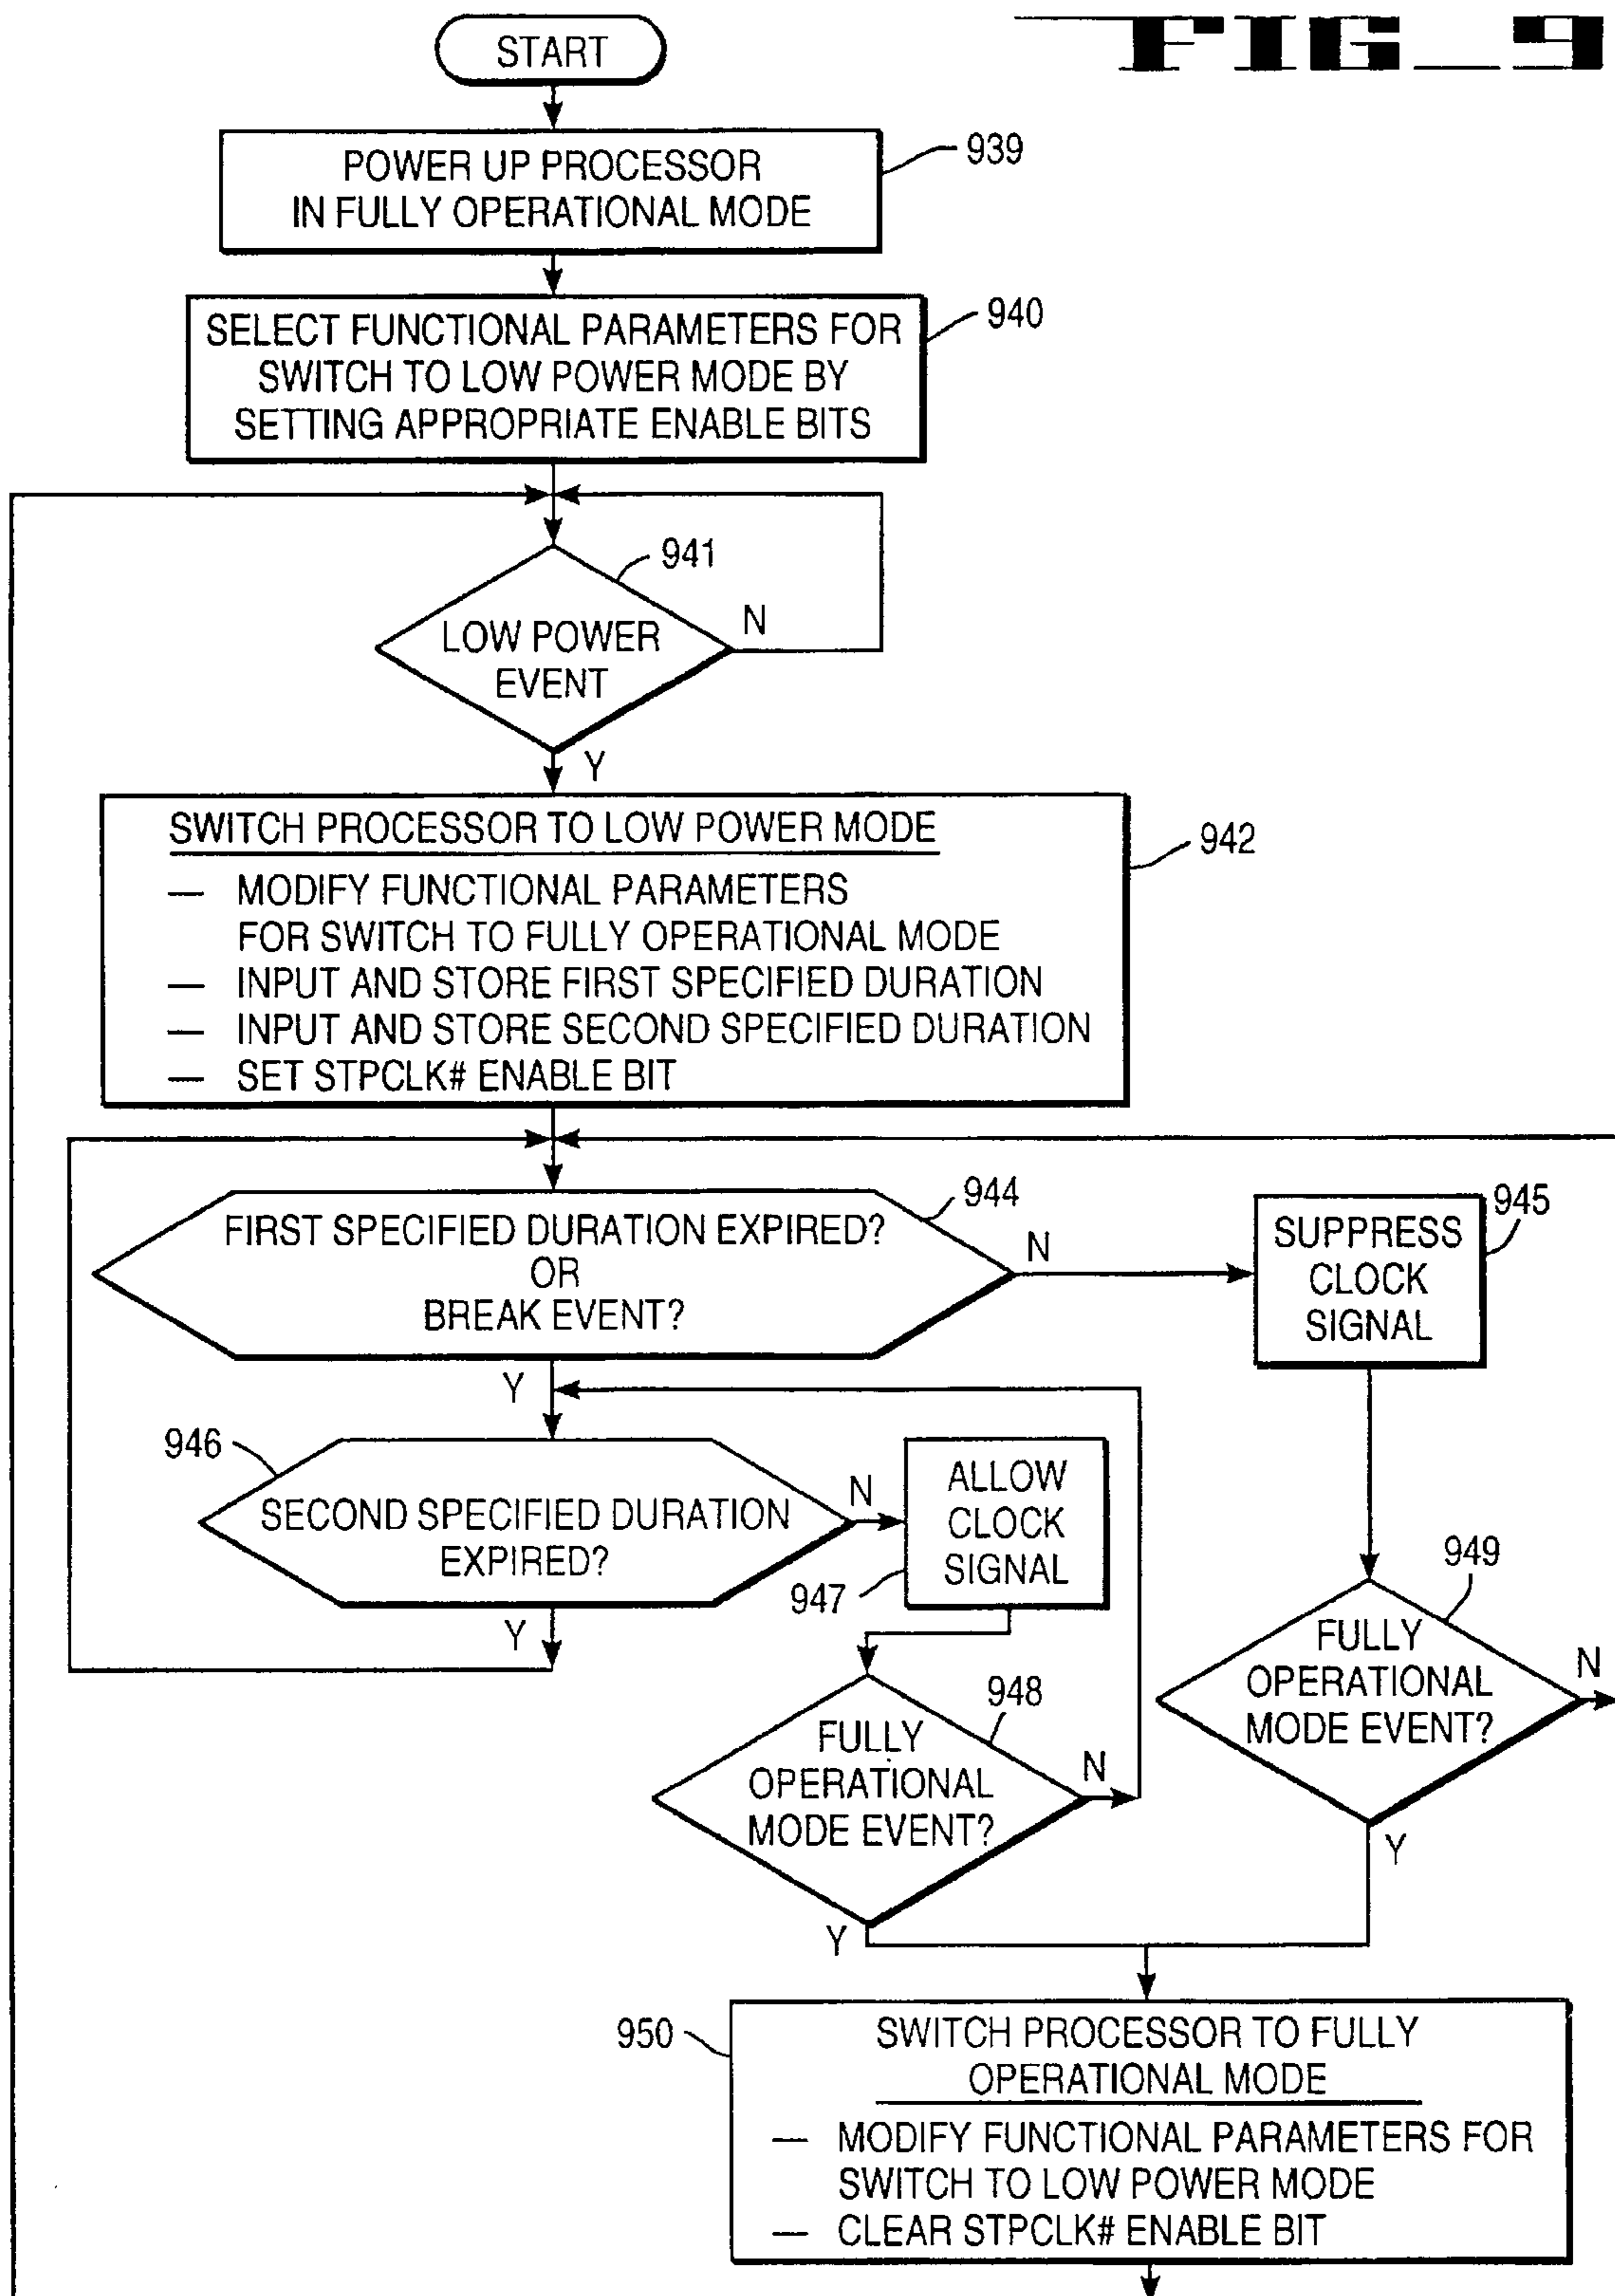 START
FIG_9
POWER UP PROCESSOR
IN FULLY OPERATIONAL MODE
939
SELECT FUNCTIONAL PARAMETERS FOR
SWITCH TO LOW POWER MODE BY
SETTING APPROPRIATE ENABLE BITS
940
941
LOW POWER
EVENT
N
Y
SWITCH PROCESSOR TO LOW POWER MODE
— MODIFY FUNCTIONAL PARAMETERS
FOR SWITCH TO FULLY OPERATIONAL MODE
— INPUT AND STORE FIRST SPECIFIED DURATION
— INPUT AND STORE SECOND SPECIFIED DURATION
— SET STPCLK# ENABLE BIT
942
FIRST SPECIFIED DURATION EXPIRED?
OR
BREAK EVENT?
944
N
Y
SUPPRESS
CLOCK
SIGNAL
945
946
SECOND SPECIFIED DURATION
EXPIRED?
N
Y
ALLOW
CLOCK
SIGNAL
947
948
FULLY
OPERATIONAL
MODE EVENT?
N
Y
949
FULLY
OPERATIONAL
MODE EVENT?
N
Y
950
SWITCH PROCESSOR TO FULLY
OPERATIONAL MODE
— MODIFY FUNCTIONAL PARAMETERS FOR
SWITCH TO LOW POWER MODE
— CLEAR STPCLK# ENABLE BIT